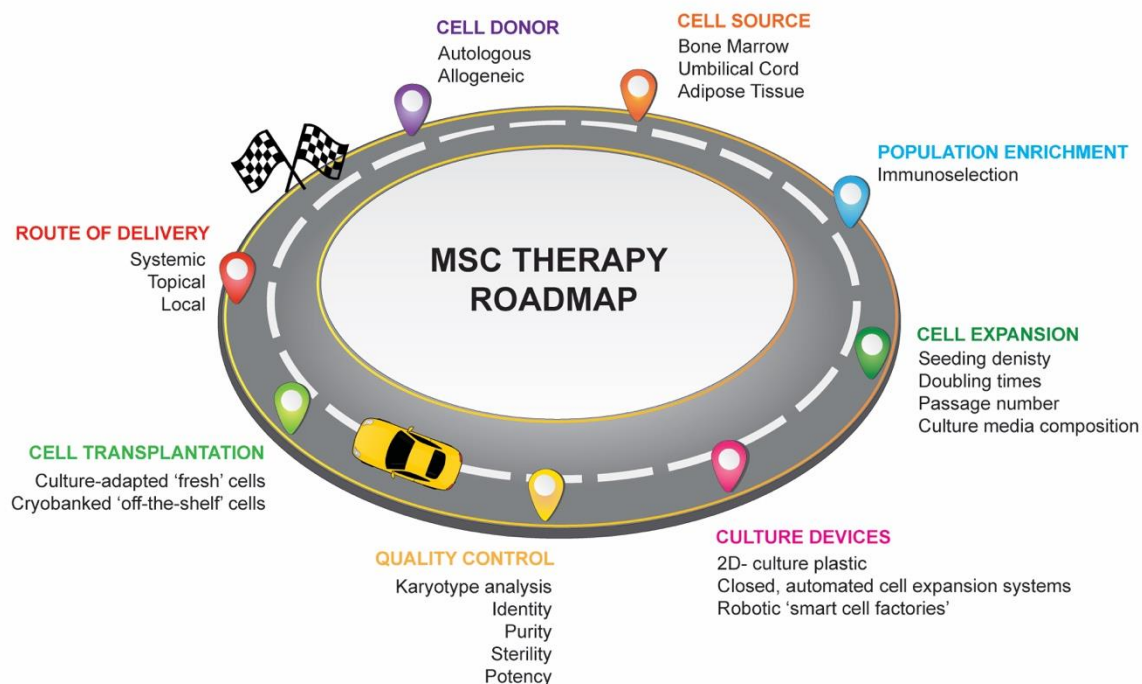 CELL DONOR
Autologous
Allogeneic
CELL SOURCE
Bone Marrow
Umbilical Cord
Adipose Tissue
POPULATION ENRICHMENT
Immunoselection
ROUTE OF DELIVERY
Systemic
Topical
Local
MSC THERAPY
ROADMAP
CELL EXPANSION
Seeding denisty
Doubling times
Passage number
Culture media composition
CELL TRANSPLANTATION
Culture-adapted ‘fresh’ cells
Cryobanked ‘off-the-shelf’ cells
QUALITY CONTROL
Karyotype analysis
Identity
Purity
Sterility
Potency
CULTURE DEVICES
2D- culture plastic
Closed, automated cell expansion systems
Robotic ‘smart cell factories’